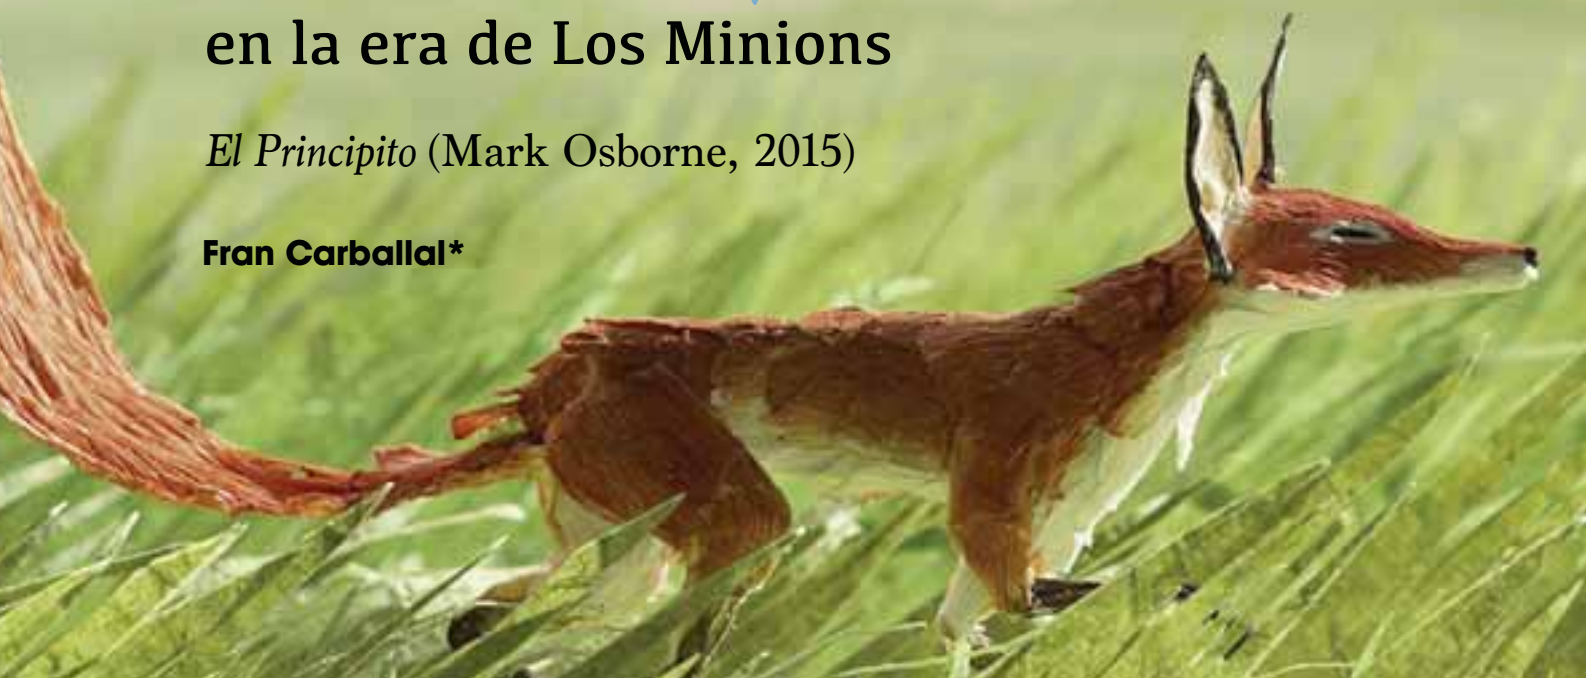 en la era de Los Minions
El Principito (Mark Osborne, 2015)
Fran Carballal*